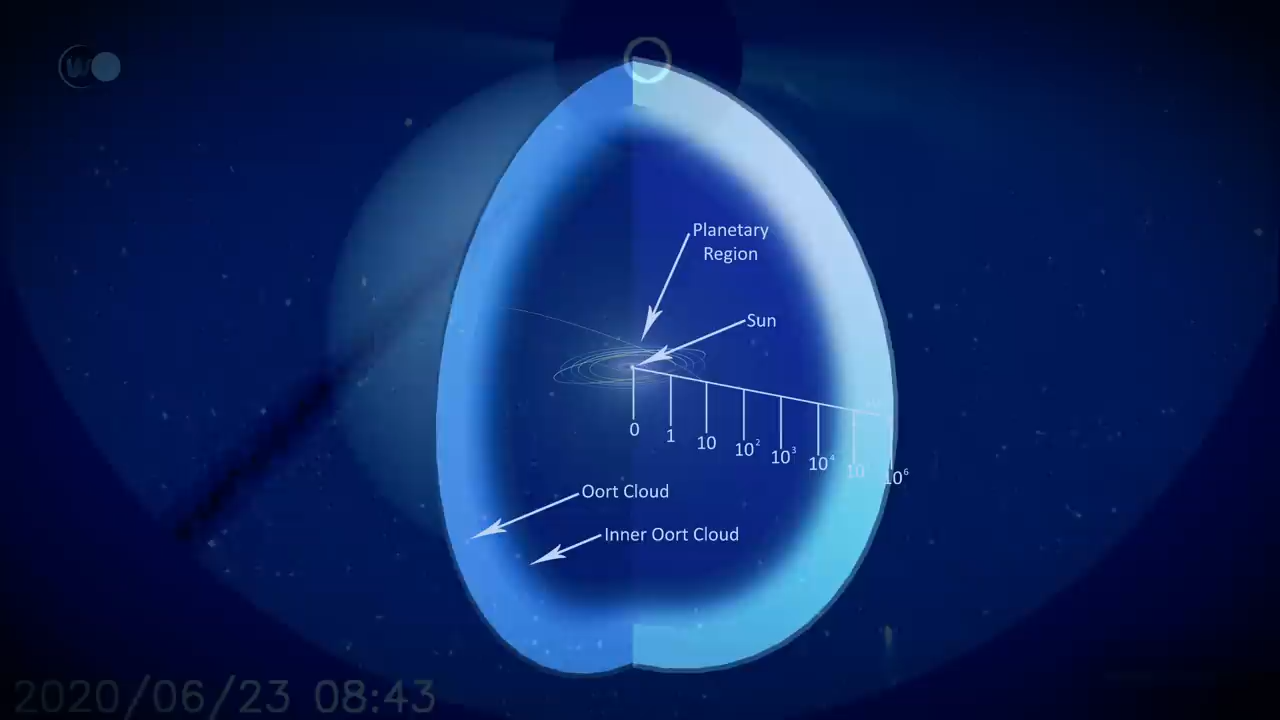 W
Planetary
Region
Sun
0 1 10 10² 10³ 10⁴ 10 10⁶
Oort Cloud
Inner Oort Cloud
2020/06/23 08:43